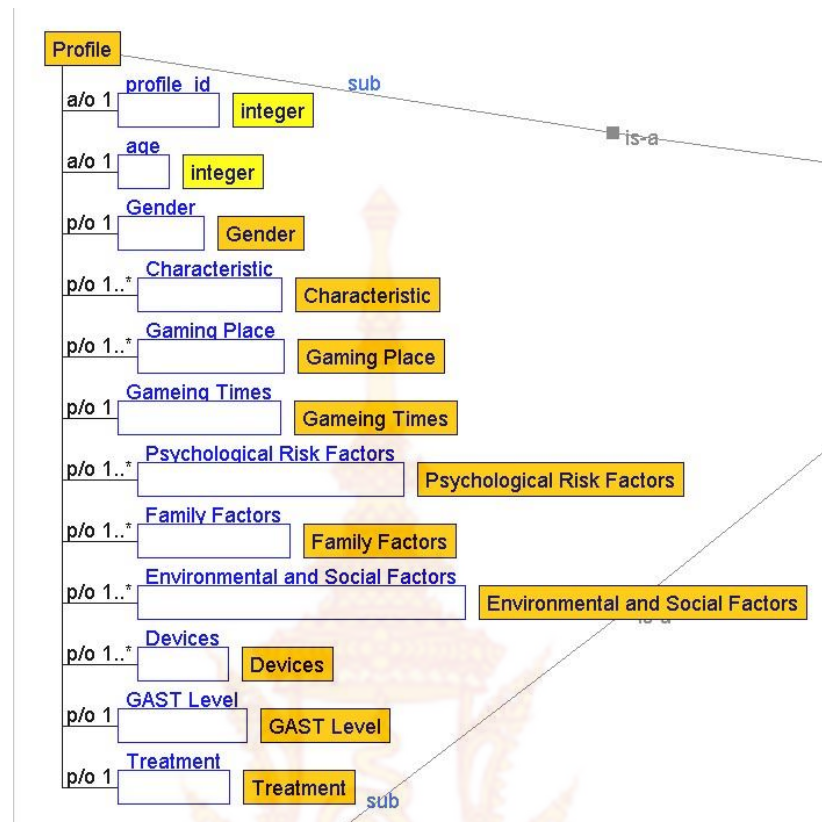 Profile
sub
is-a
a/o 1 profile_id integer
a/o 1 age integer
p/o 1 Gender Gender
p/o 1..* Characteristic Characteristic
p/o 1..* Gaming Place Gaming Place
p/o 1 Gameing Times Gameing Times
p/o 1..* Psychological Risk Factors Psychological Risk Factors
p/o 1..* Family Factors Family Factors
p/o 1..* Environmental and Social Factors Environmental and Social Factors
is-a
p/o 1..* Devices Devices
p/o 1 GAST Level GAST Level
p/o 1 Treatment Treatment
sub